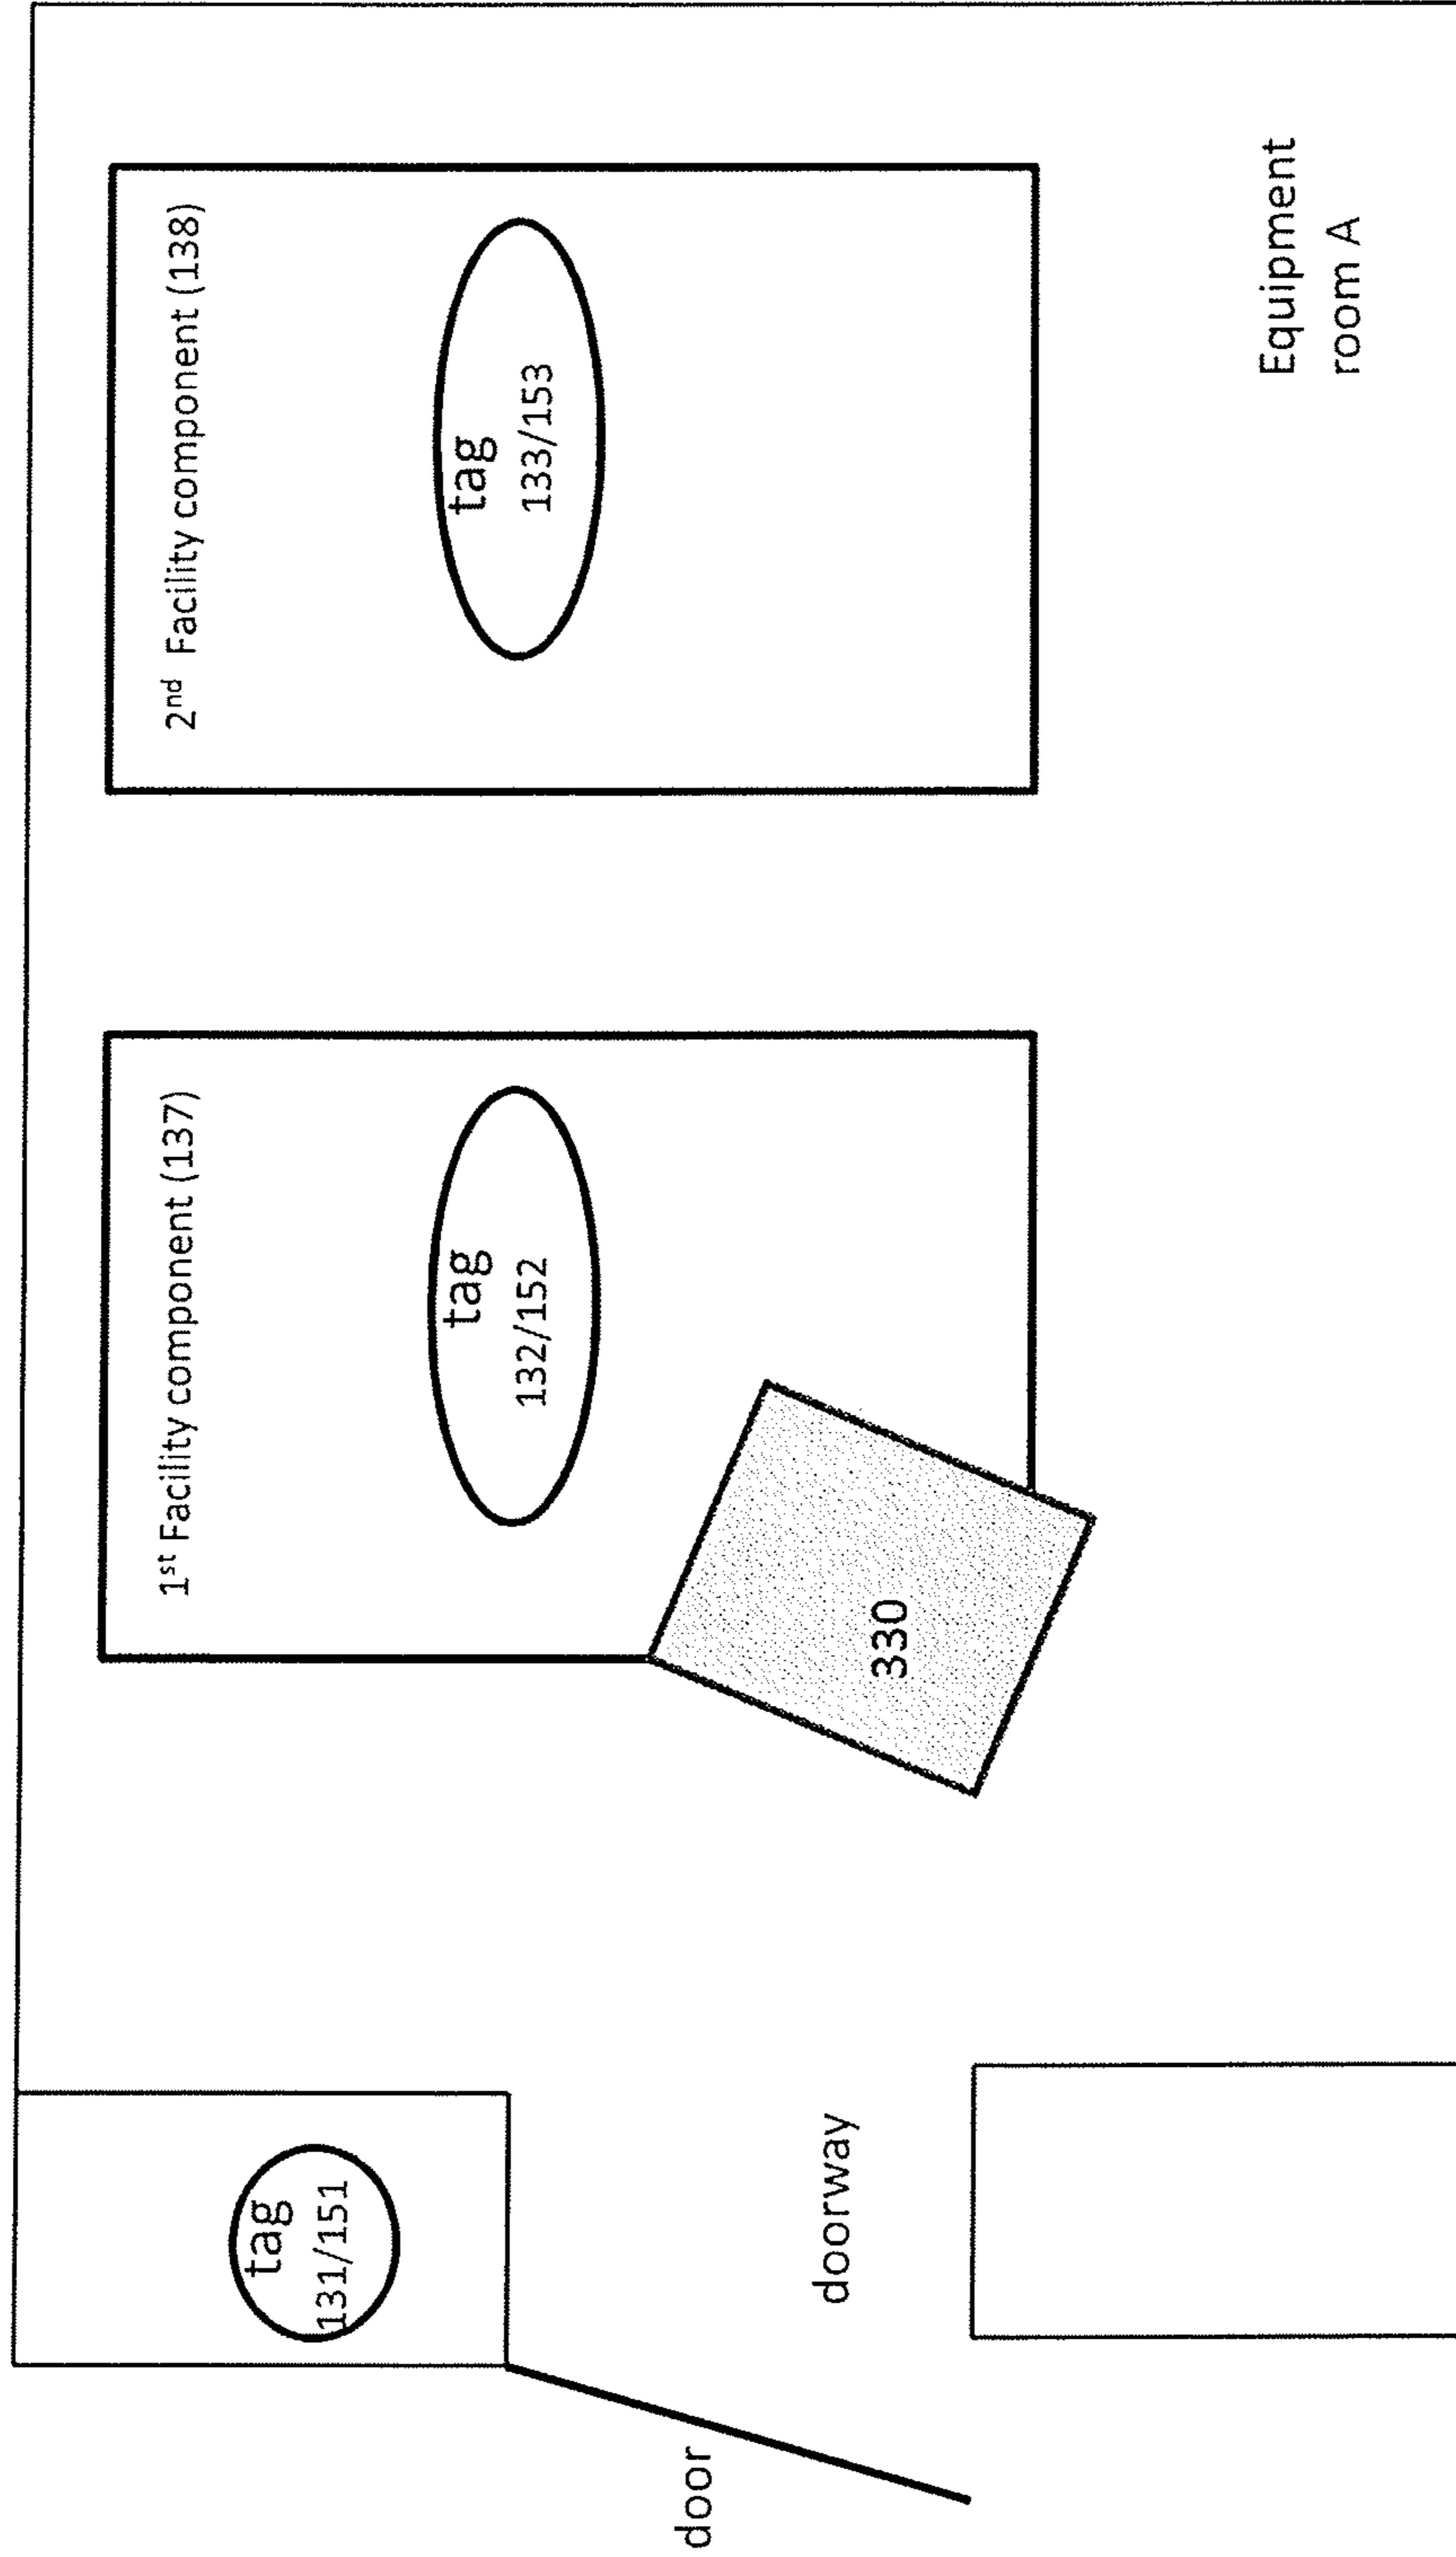 1st Facility component (137)
tag
132/152
330
2nd Facility component (138)
tag
133/153
tag
131/151
door
doorway
Equipment
room A